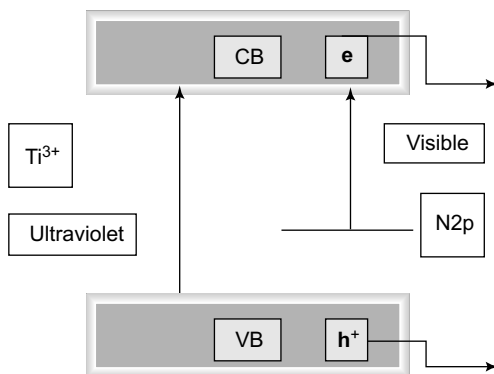 CB e
Ti³⁺
Visible
Ultraviolet
N2p
VB h⁺